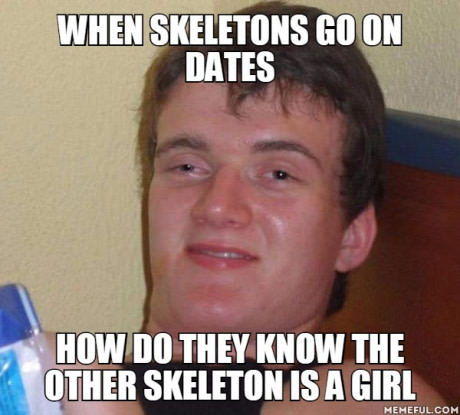 WHEN SKELETONS GO ON
DATES
HOW DO THEY KNOW THE
OTHER SKELETON IS A GIRL
MEMEFUL.COM